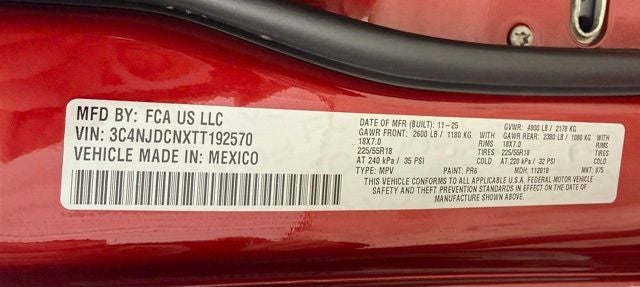 MFD BY: FCA US LLC
VIN: 3C4NJDCNXTT192570
VEHICLE MADE IN: MEXICO
DATE OF MFR (BUILT): 11-25 GVWR: 4800 LB / 2178 KG
GAWR FRONT: 2600 LB / 1180 KG GAWR REAR: 2380 LB / 1080 KG
18X7.0 RIMS 18X7.0 RIMS
225/55R18 TIRES 225/55R18 TIRES
AT 240 kPa / 35 PSI AT 220 kPa / 32 PSI
TYPE: MPV PAINT: PR6 MDH: 112018 MKT: 875
THIS VEHICLE CONFORMS TO ALL APPLICABLE U.S.A. FEDERAL MOTOR VEHICLE
SAFETY AND THEFT PREVENTION STANDARDS IN EFFECT ON THE DATE OF
MANUFACTURE SHOWN ABOVE.